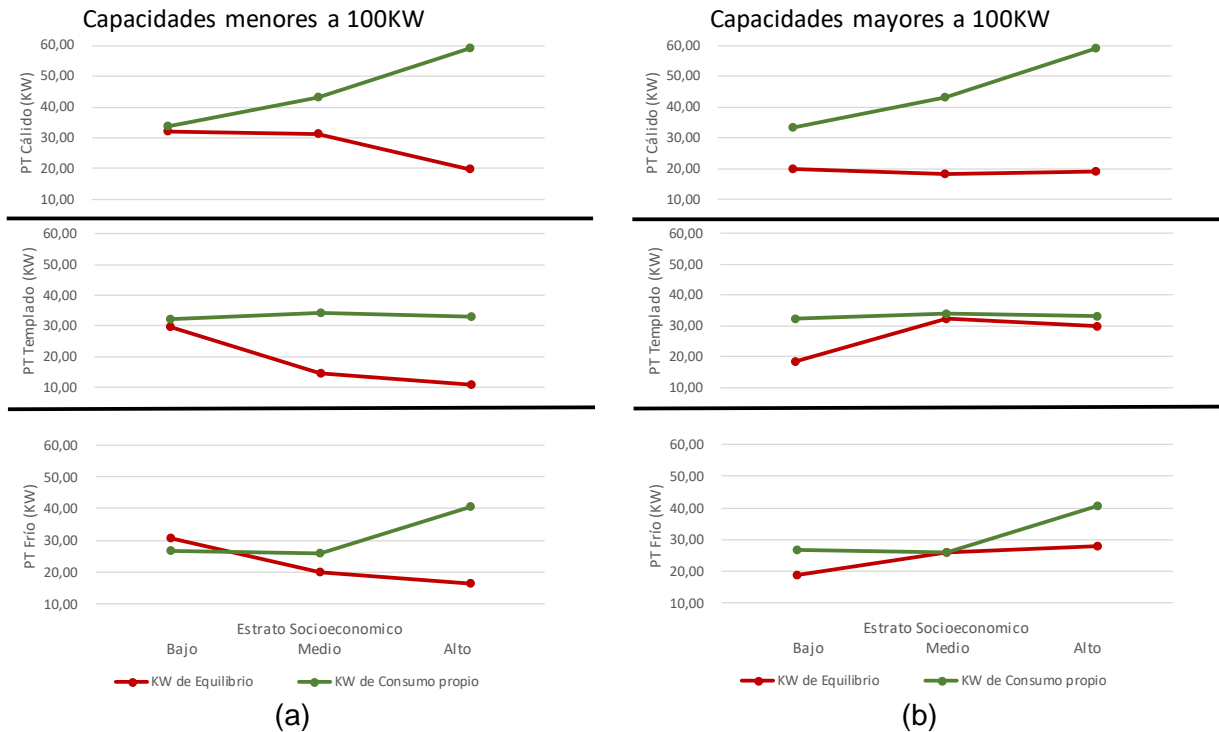 Capacidades menores a 100KW
PT Cálido (KW)
60,00
50,00
40,00
30,00
20,00
10,00
PT Templado (KW)
60,00
50,00
40,00
30,00
20,00
10,00
PT Frío (KW)
60,00
50,00
40,00
30,00
20,00
10,00
Estrato Socioeconomico
Bajo Medio Alto
KW de Equilibrio KW de Consumo propio
(a)
Capacidades mayores a 100KW
PT Cálido (KW)
60,00
50,00
40,00
30,00
20,00
10,00
PT Templado (KW)
60,00
50,00
40,00
30,00
20,00
10,00
PT Frío (KW)
60,00
50,00
40,00
30,00
20,00
10,00
Estrato Socioeconomico
Bajo Medio Alto
KW de Equilibrio KW de Consumo propio
(b)